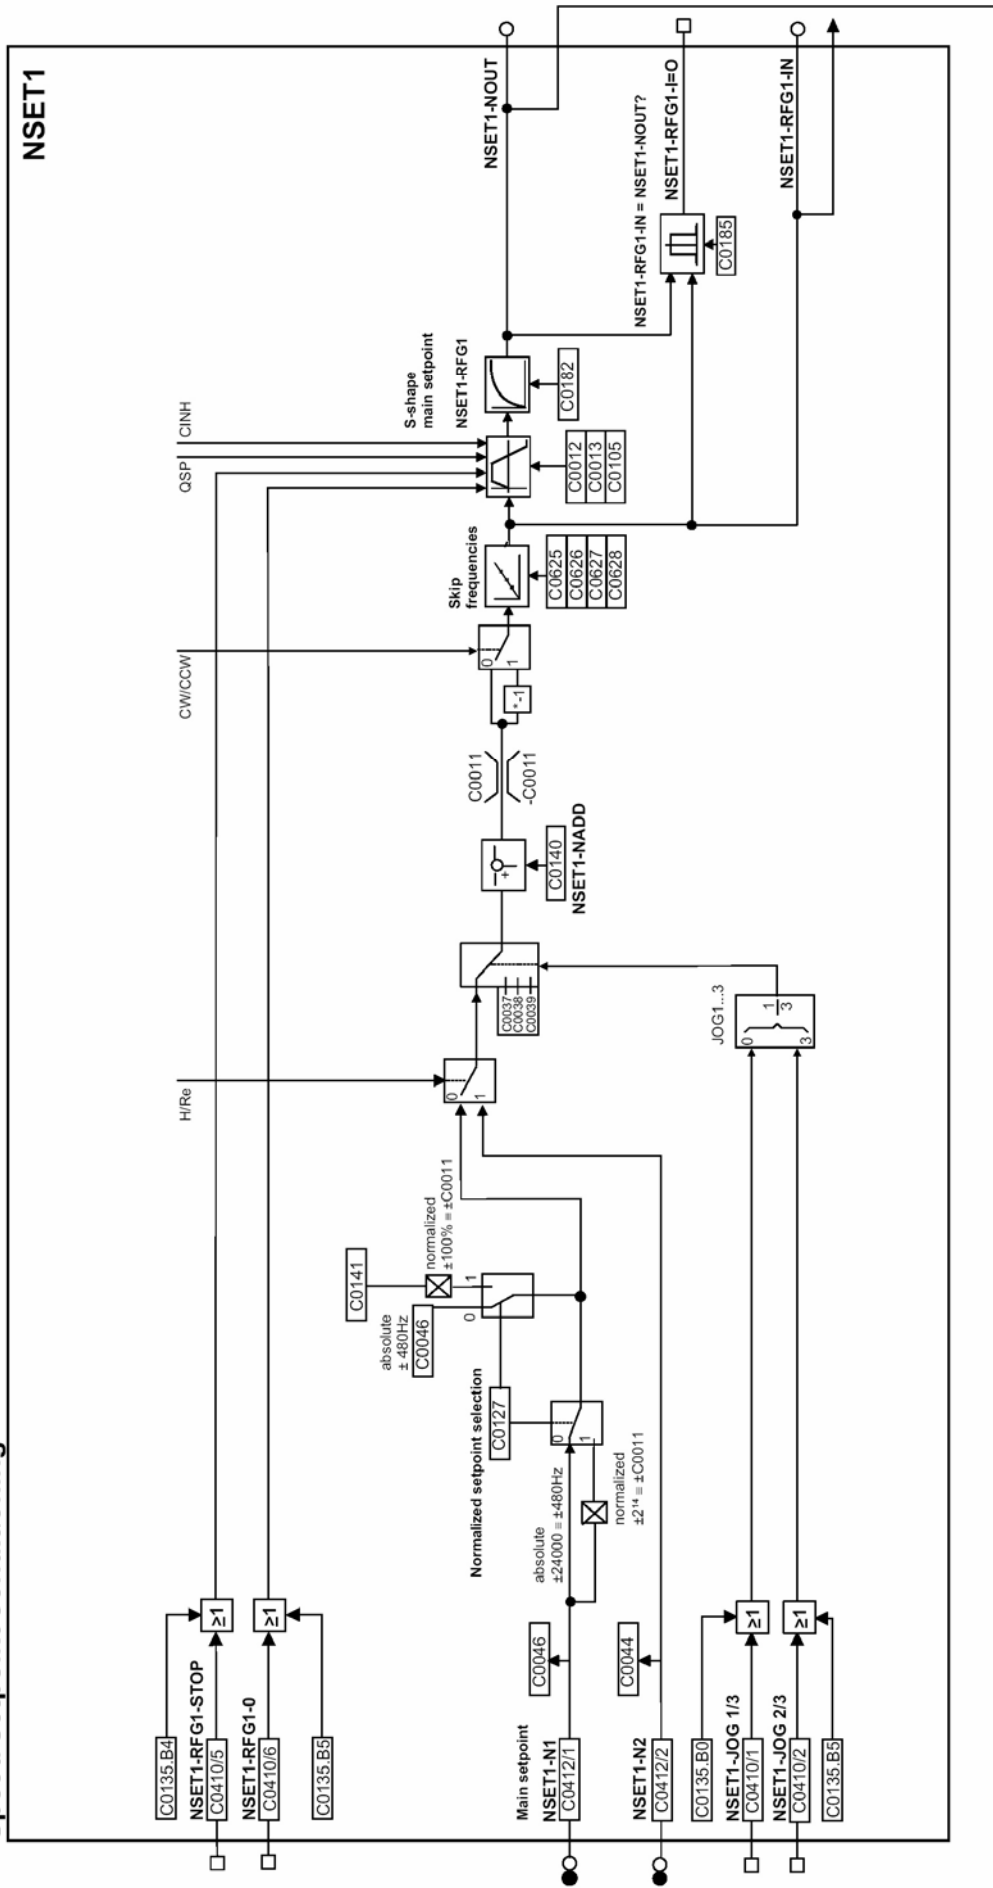 NSET1
C0135.B4
NSET1-RFG1-STOP
C0410/5
≥1
NSET1-RFG1-0
C0410/6
≥1
C0135.B5
Main setpoint
NSET1-N1
C0412/1
C0046
NSET1-N2
C0412/2
C0044
C0135.B0
NSET1-JOG 1/3
C0410/1
≥1
NSET1-JOG 2/3
C0410/2
≥1
C0135.B5
absolute
±24000 ≡ ±480Hz
normalized
±2¹⁴ ≡ ±C0011
Normalized setpoint selection
C0127
0
1
absolute
± 480Hz
C0046
C0141
normalized
±100% ≡ ±C0011
0
1
H/Re
0
1
C0037
C0038
C0039
JOG1...3
0
3
1
3
+
C0140
NSET1-NADD
C0011
-C0011
*-1
CW/CCW
0
1
Skip
frequencies
C0625
C0626
C0627
C0628
QSP
CINH
C0012
C0013
C0105
S-shape
main setpoint
NSET1-RFG1
C0182
NSET1-RFG1-IN = NSET1-NOUT?
C0185
NSET1-NOUT
NSET1-RFG1-I=O
NSET1-RFG1-IN